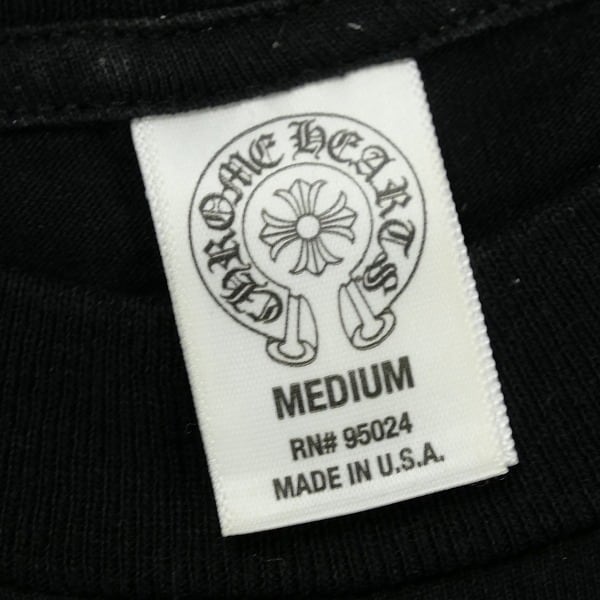 CHROME HEARTS
MEDIUM
RN# 95024
MADE IN U.S.A.